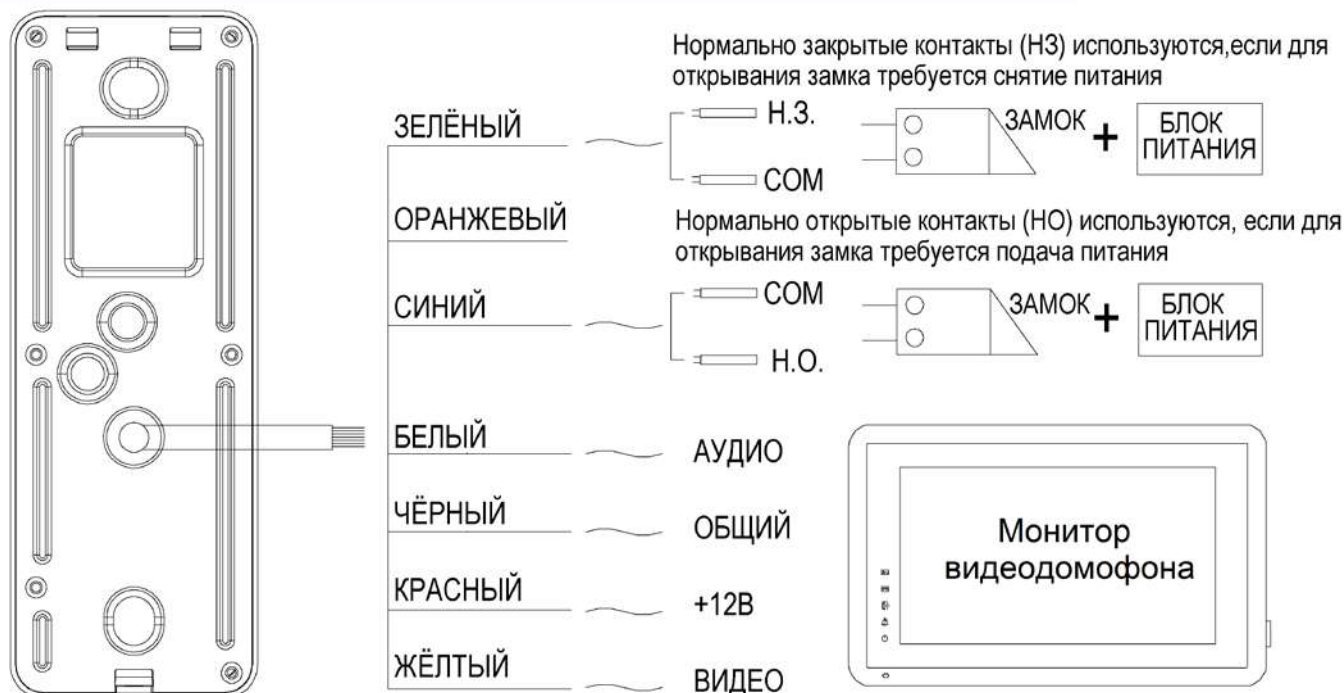 Нормально закрытые контакты (НЗ) используются,если для
открывания замка требуется снятие питания
ЗЕЛЁНЫЙ
Н.З.
COM
ЗАМОК
+
БЛОК
ПИТАНИЯ
ОРАНЖЕВЫЙ
Нормально открытые контакты (НО) используются, если для
открывания замка требуется подача питания
СИНИЙ
COM
Н.О.
ЗАМОК
+
БЛОК
ПИТАНИЯ
БЕЛЫЙ
АУДИО
ЧЁРНЫЙ
ОБЩИЙ
КРАСНЫЙ
+12В
ЖЁЛТЫЙ
ВИДЕО
Монитор
видеодомофона